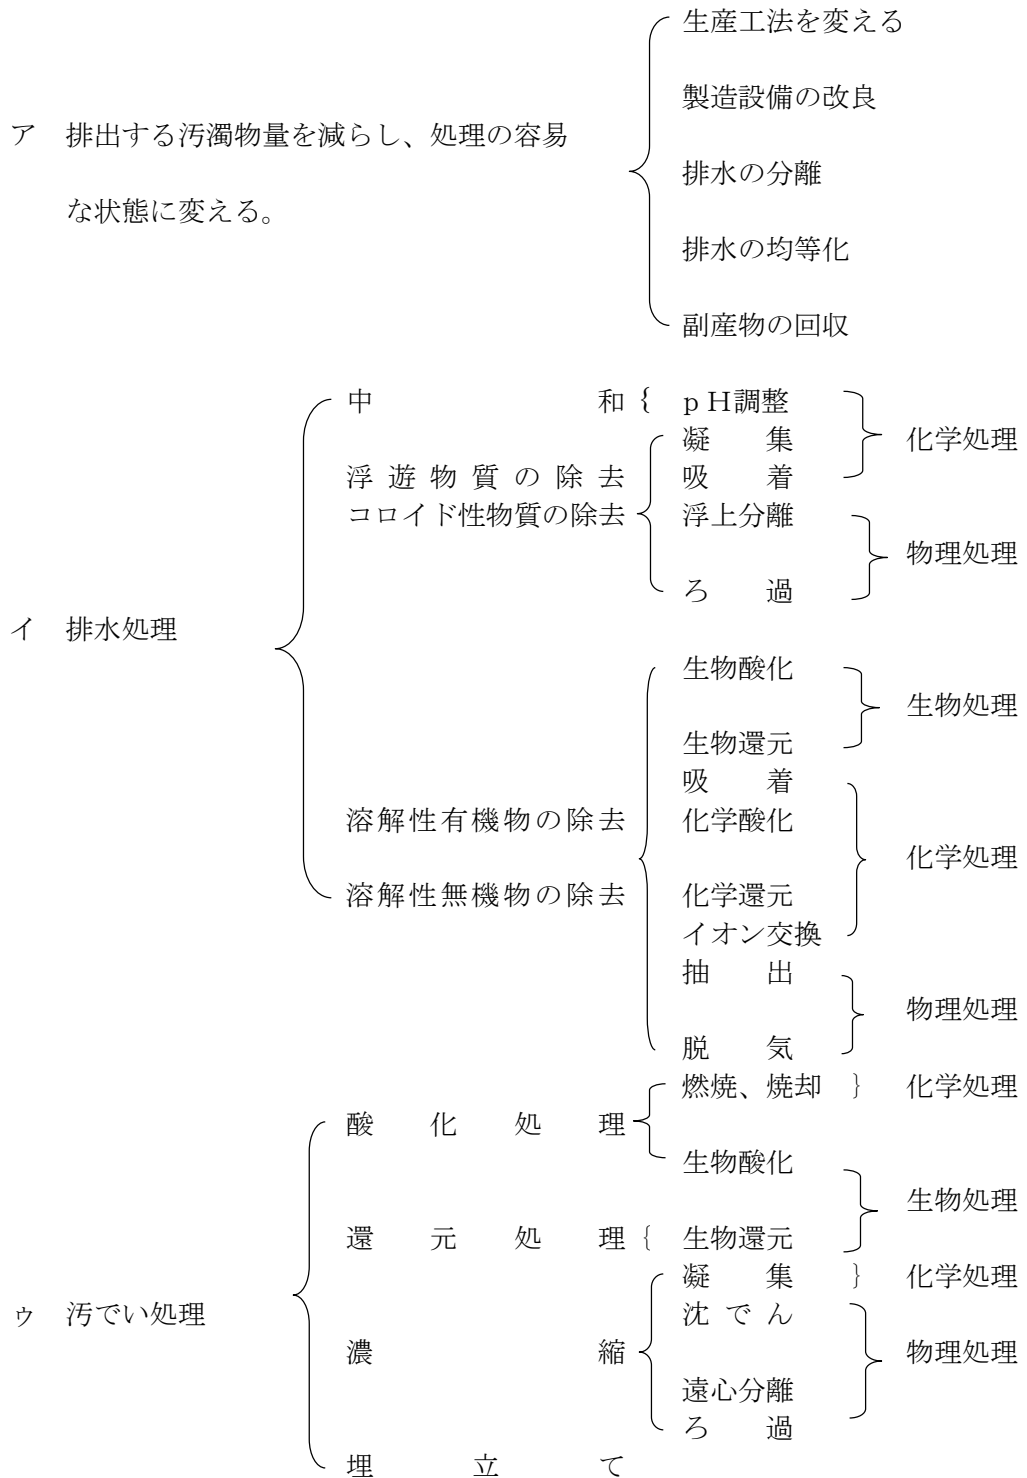 生産工法を変える
製造設備の改良
ア 排出する汚濁物量を減らし、処理の容易
排水の分離
な状態に変える。
排水の均等化
副産物の回収
中和 { pH調整
凝集 化学処理
浮遊物質の除去 吸着
コロイド性物質の除去 浮上分離
物理処理
ろ過
イ 排水処理
生物酸化
生物処理
生物還元
吸着
溶解性有機物の除去 化学酸化
化学処理
溶解性無機物の除去 化学還元
イオン交換
抽出
物理処理
脱気
燃焼、焼却 } 化学処理
酸化処理
生物酸化
生物処理
還元処理 { 生物還元
凝集 } 化学処理
ゥ 汚でい処理 沈でん
濃縮 物理処理
遠心分離
ろ過
埋立て